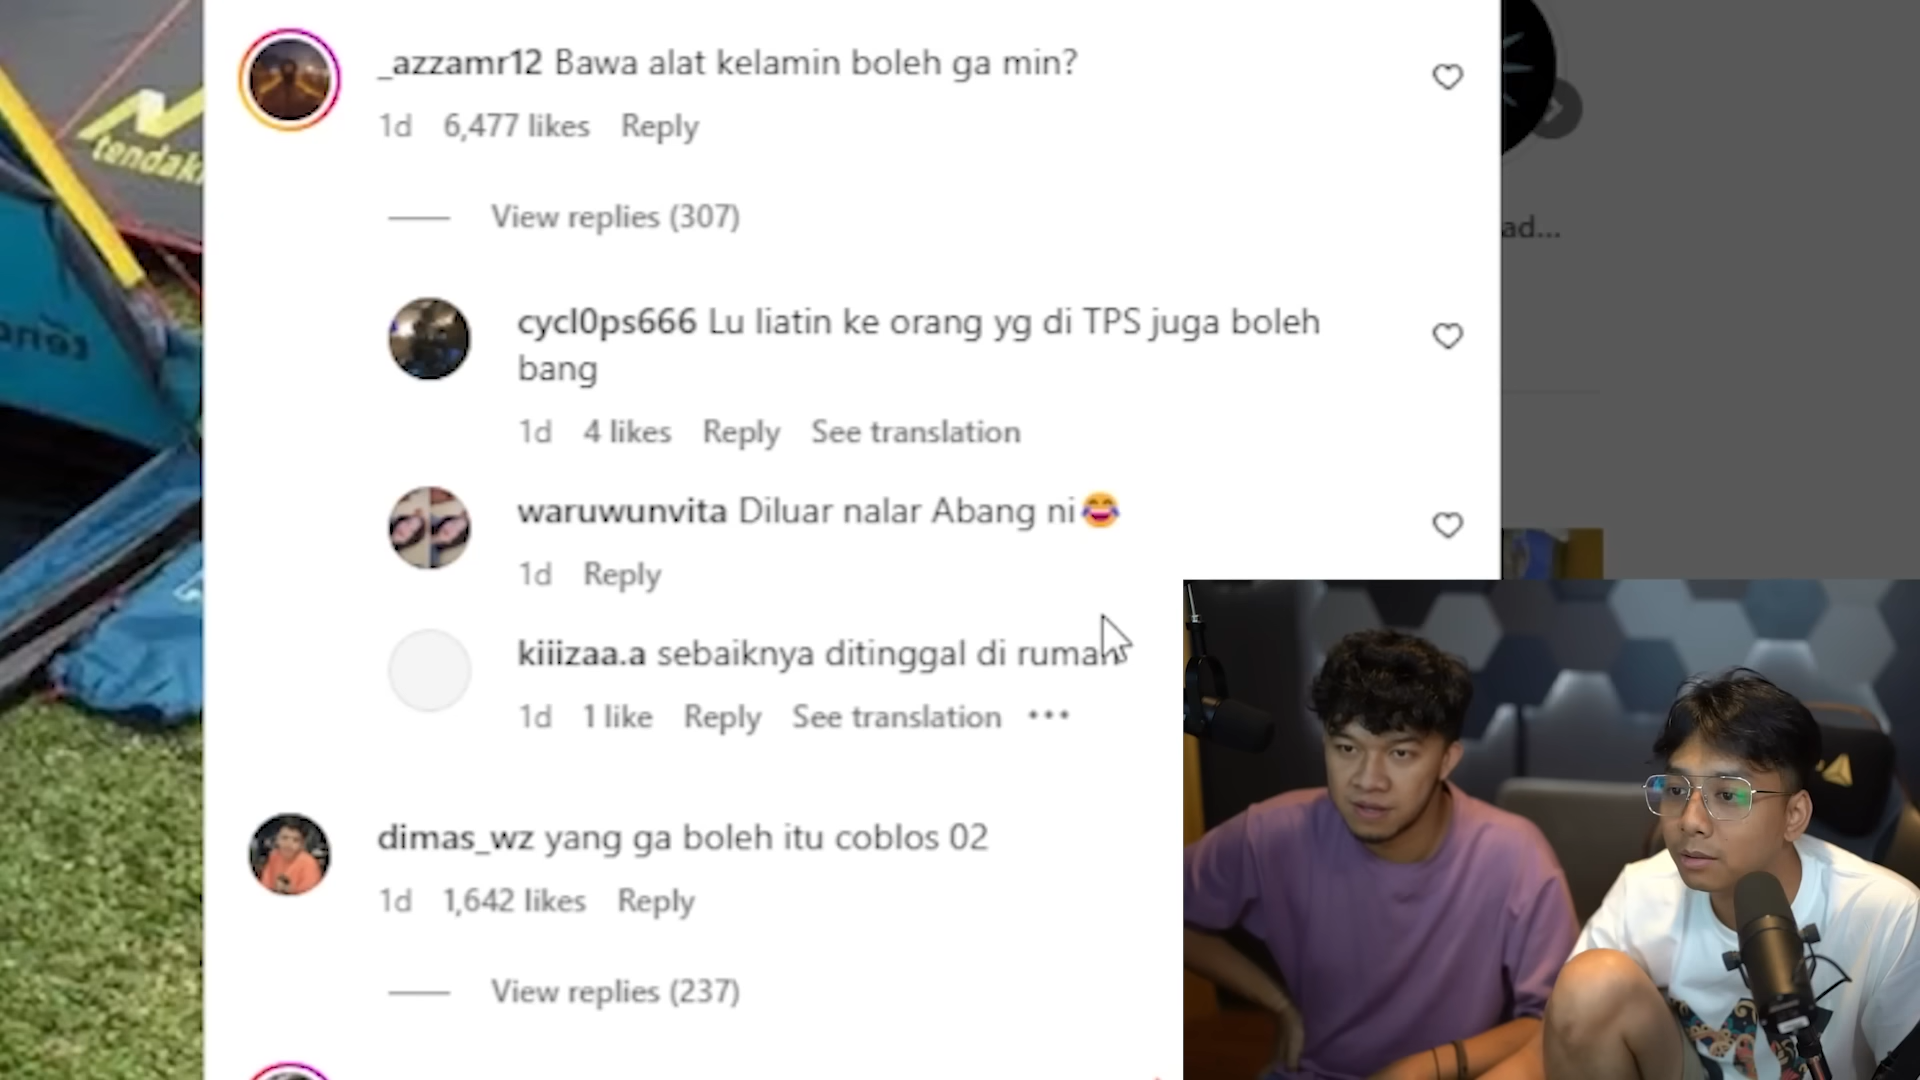 tendaki
_azzamr12 Bawa alat kelamin boleh ga min?
1d 6,477 likes Reply
View replies (307)
ad...
cycl0ps666 Lu liatin ke orang yg di TPS juga boleh
bang
1d 4 likes Reply See translation
waruwunvita Diluar nalar Abang ni😂
1d Reply
kiiizaa.a sebaiknya ditinggal di rumah
1d 1 like Reply See translation •••
dimas_wz yang ga boleh itu coblos 02
1d 1,642 likes Reply
View replies (237)